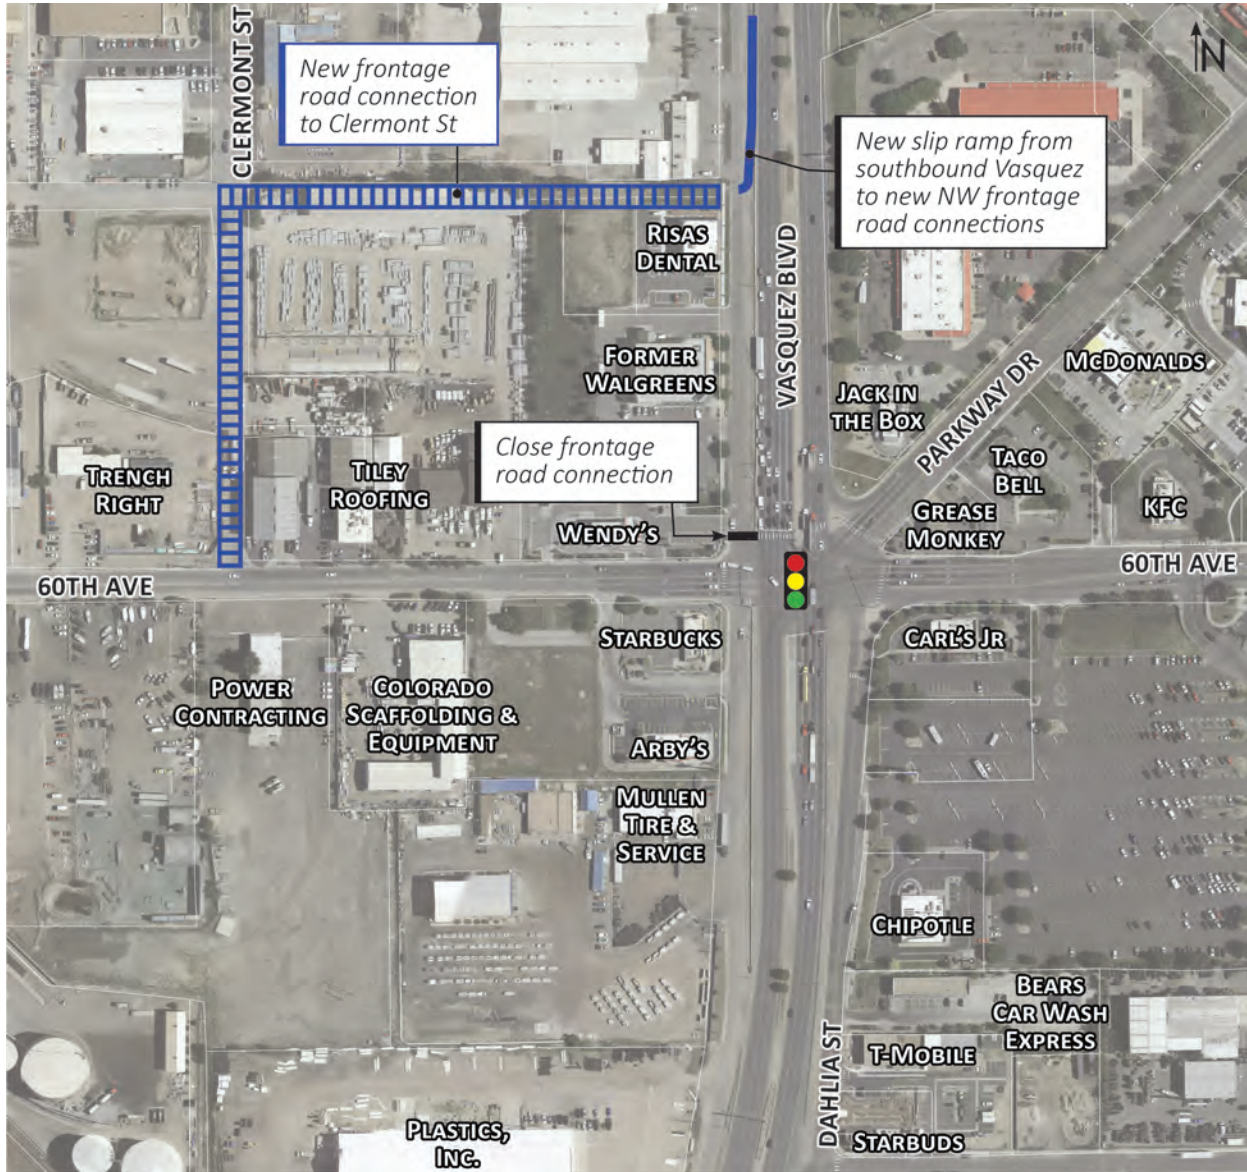 CLERMONT ST
N
New frontage
road connection
to Clermont St
New slip ramp from
southbound Vasquez
to new NW frontage
road connections
RISAS
DENTAL
VASQUEZ BLVD
FORMER
WALGREENS
MCDONALDS
JACK IN
THE BOX
PARKWAY DR
Close frontage
road connection
TRENCH
RIGHT
TILEY
ROOFING
TACO
BELL
KFC
GREASE
MONKEY
WENDY'S
60TH AVE
60TH AVE
STARBUCKS
CARL'S JR
POWER
CONTRACTING
COLORADO
SCAFFOLDING &
EQUIPMENT
ARBY'S
MULLEN
TIRE &
SERVICE
CHIPOTLE
BEARS
CAR WASH
EXPRESS
T-MOBILE
DAHLIA ST
STARBUDS
PLASTICS,
INC.